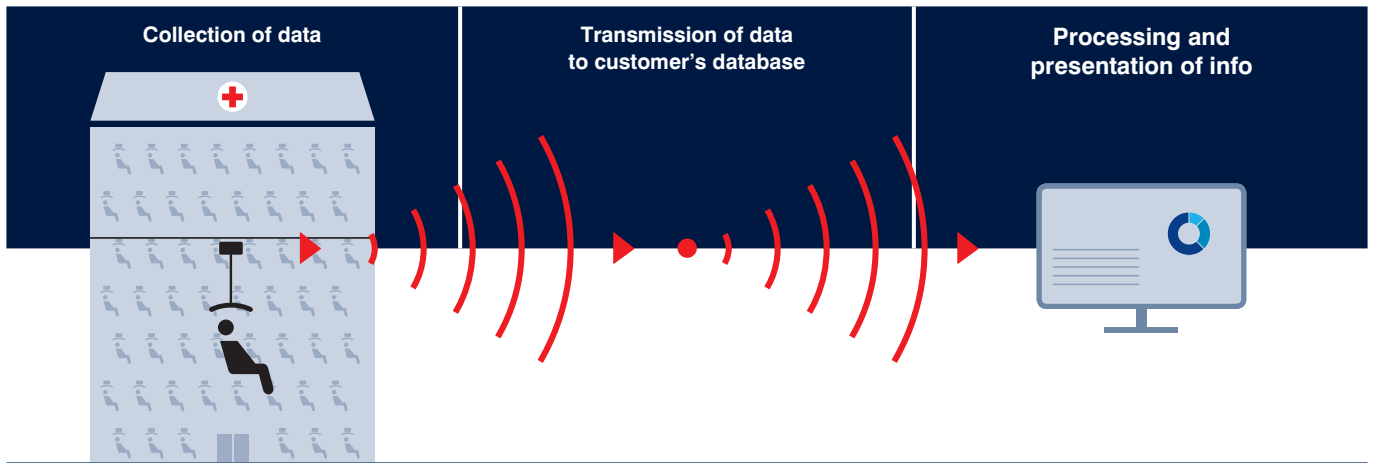 Collection of data
Transmission of data
to customer’s database
Processing and
presentation of info